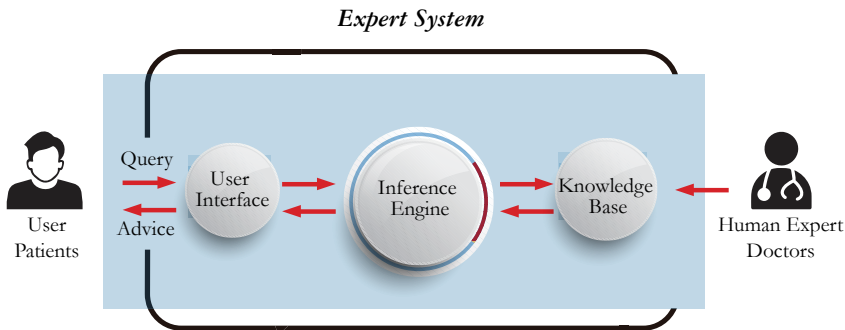 Expert System
Query
User
Interface
Inference
Engine
Knowledge
Base
Advice
User
Patients
Human Expert
Doctors